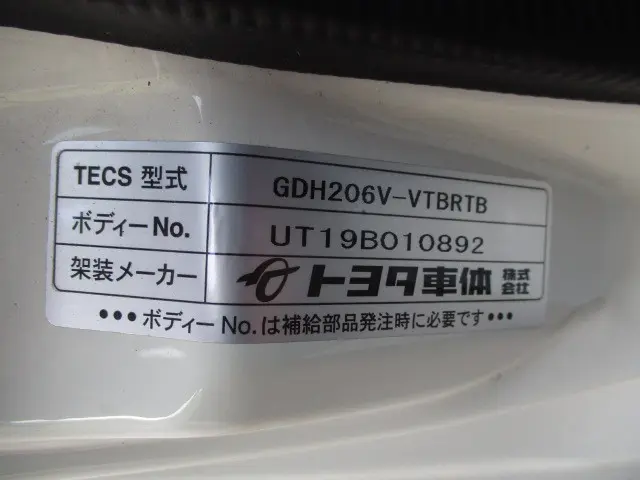 TECS 型式 GDH206V-VTBRTB
ボディーNo. UT19B010892
架装メーカー トヨタ車体 株式会社
•••ボディーNo.は補給部品発注時に必要です•••